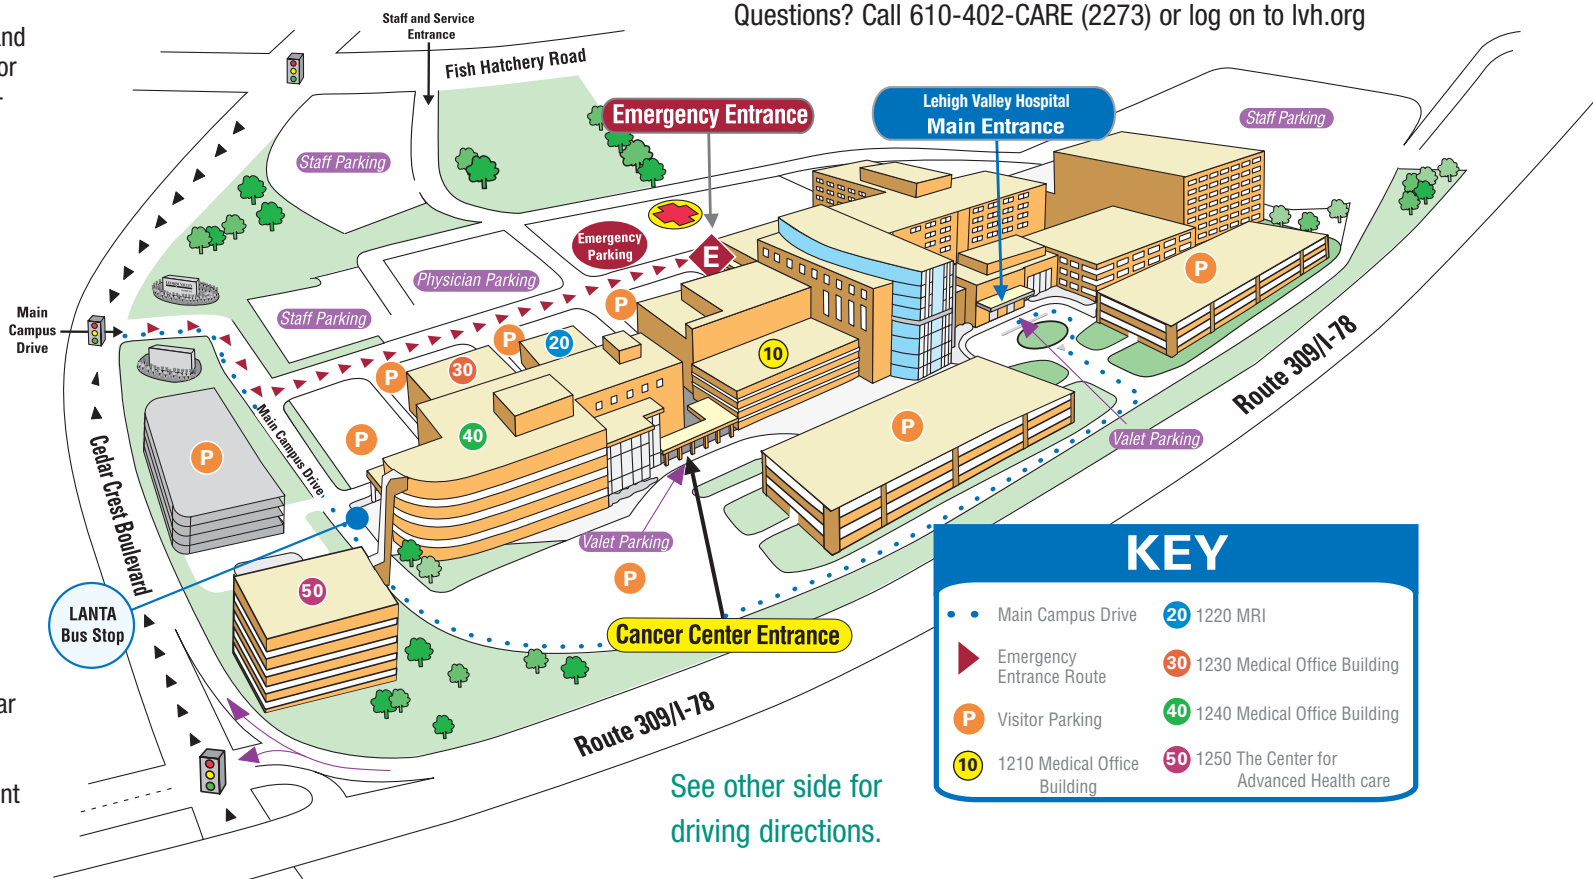 Questions? Call 610-402-CARE (2273) or log on to lvh.org
Staff and Service
Entrance
Fish Hatchery Road
Emergency Entrance
Lehigh Valley Hospital
Main Entrance
Staff Parking
Staff Parking
Emergency
Parking
E
Physician Parking
Staff Parking
P
P
P
P
20
30
10
40
P
P
P
P
P
50
Main
Campus
Drive
Main Campus Drive
Cedar Crest Boulevard
Valet Parking
Valet Parking
Route 309/I-78
Route 309/I-78
LANTA
Bus Stop
Cancer Center Entrance
ar
nt
nd
or
KEY
Main Campus Drive
Emergency
Entrance Route
P Visitor Parking
10 1210 Medical Office
Building
20 1220 MRI
30 1230 Medical Office Building
40 1240 Medical Office Building
50 1250 The Center for
Advanced Health care
See other side for
driving directions.